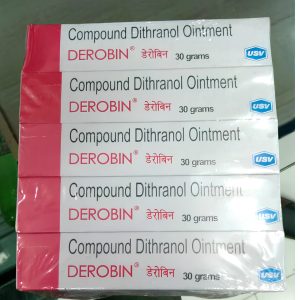 Compound Dithranol Ointment
DEROBIN® डेरोबिन 30 grams
USV
Compound Dithranol Ointment
DEROBIN® डेरोबिन 30 grams
USV
Compound Dithranol Ointment
DEROBIN® डेरोबिन 30 grams
USV
Compound Dithranol Ointment
DEROBIN® डेरोबिन 30 grams
USV
Compound Dithranol Ointment
DEROBIN® डेरोबिन 30 grams
USV